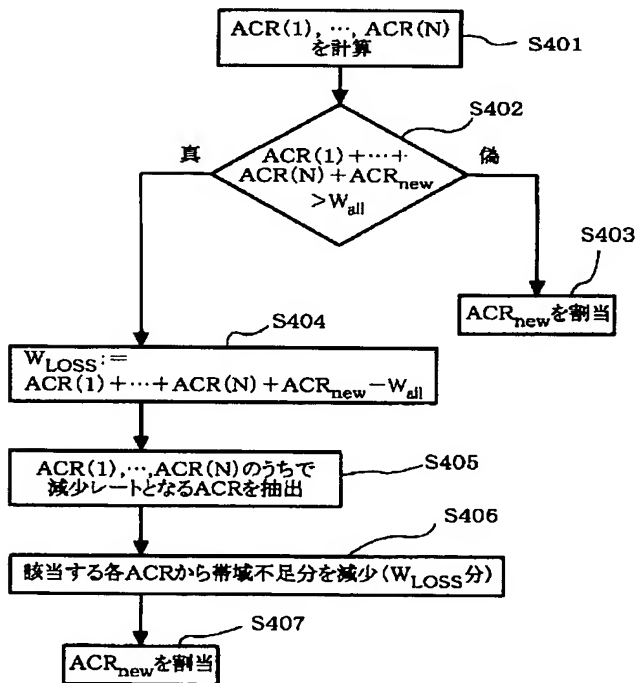 ACR(1), …, ACR(N)
を計算
S401
S402
真
ACR(1)+…+
ACR(N)+ACRnew
>Wall
偽
S403
ACRnewを割当
S404
WLOSS:=
ACR(1)+…+ACR(N)+ACRnew−Wall
ACR(1),…,ACR(N)のうちで
減少レートとなるACRを抽出
S405
S406
該当する各ACRから帯域不足分を減少(WLOSS分)
S407
ACRnewを割当